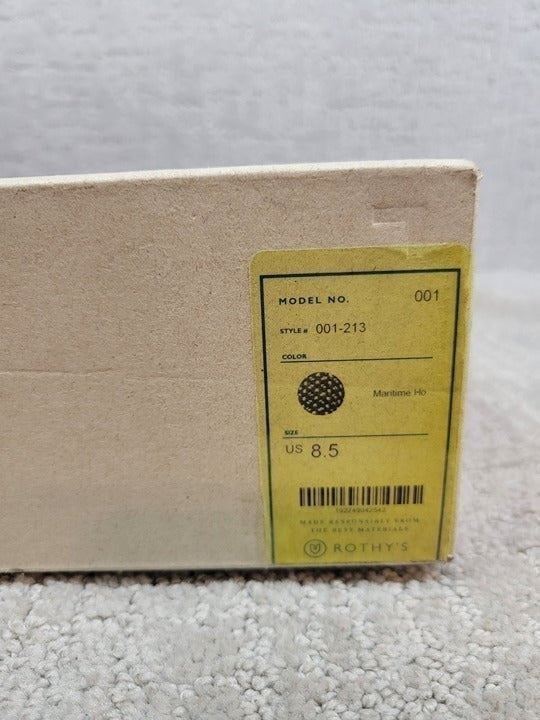 MODEL NO. 001
STYLE # 001-213
COLOR
Maritime Ho
SIZE
US 8.5
MADE RESPONSIBLY FROM
THE BEST MATERIALS
ROTHY'S